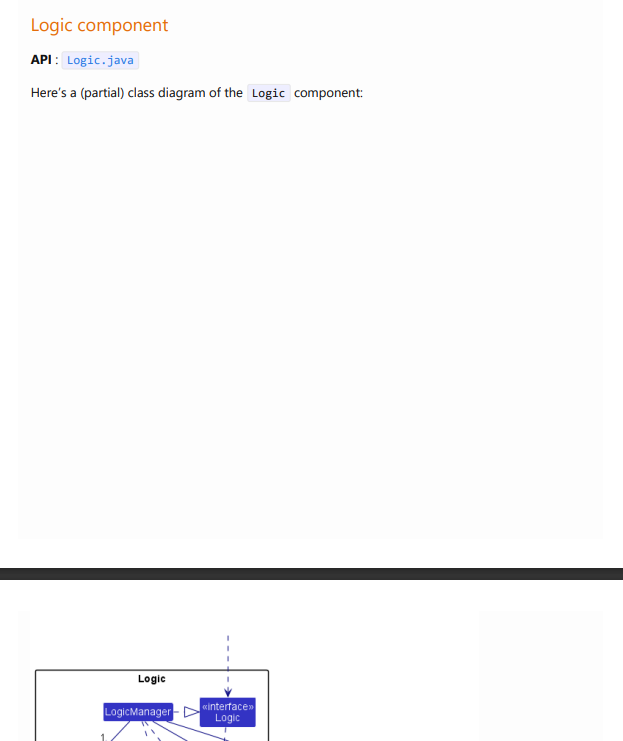 Logic component
API : Logic.java
Here's a (partial) class diagram of the Logic component:
Logic
LogicManager
«interface»
Logic
1